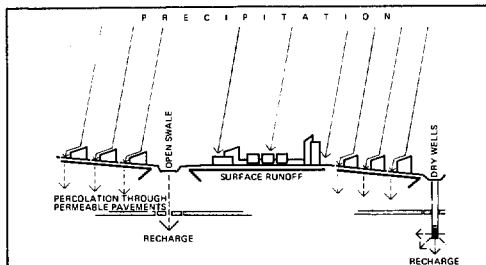 PRECIPITATION
OPEN SWALE
DRY WELLS
SURFACE RUNOFF
PERCOLATION THROUGH
PERMEABLE PAVEMENTS
RECHARGE
RECHARGE